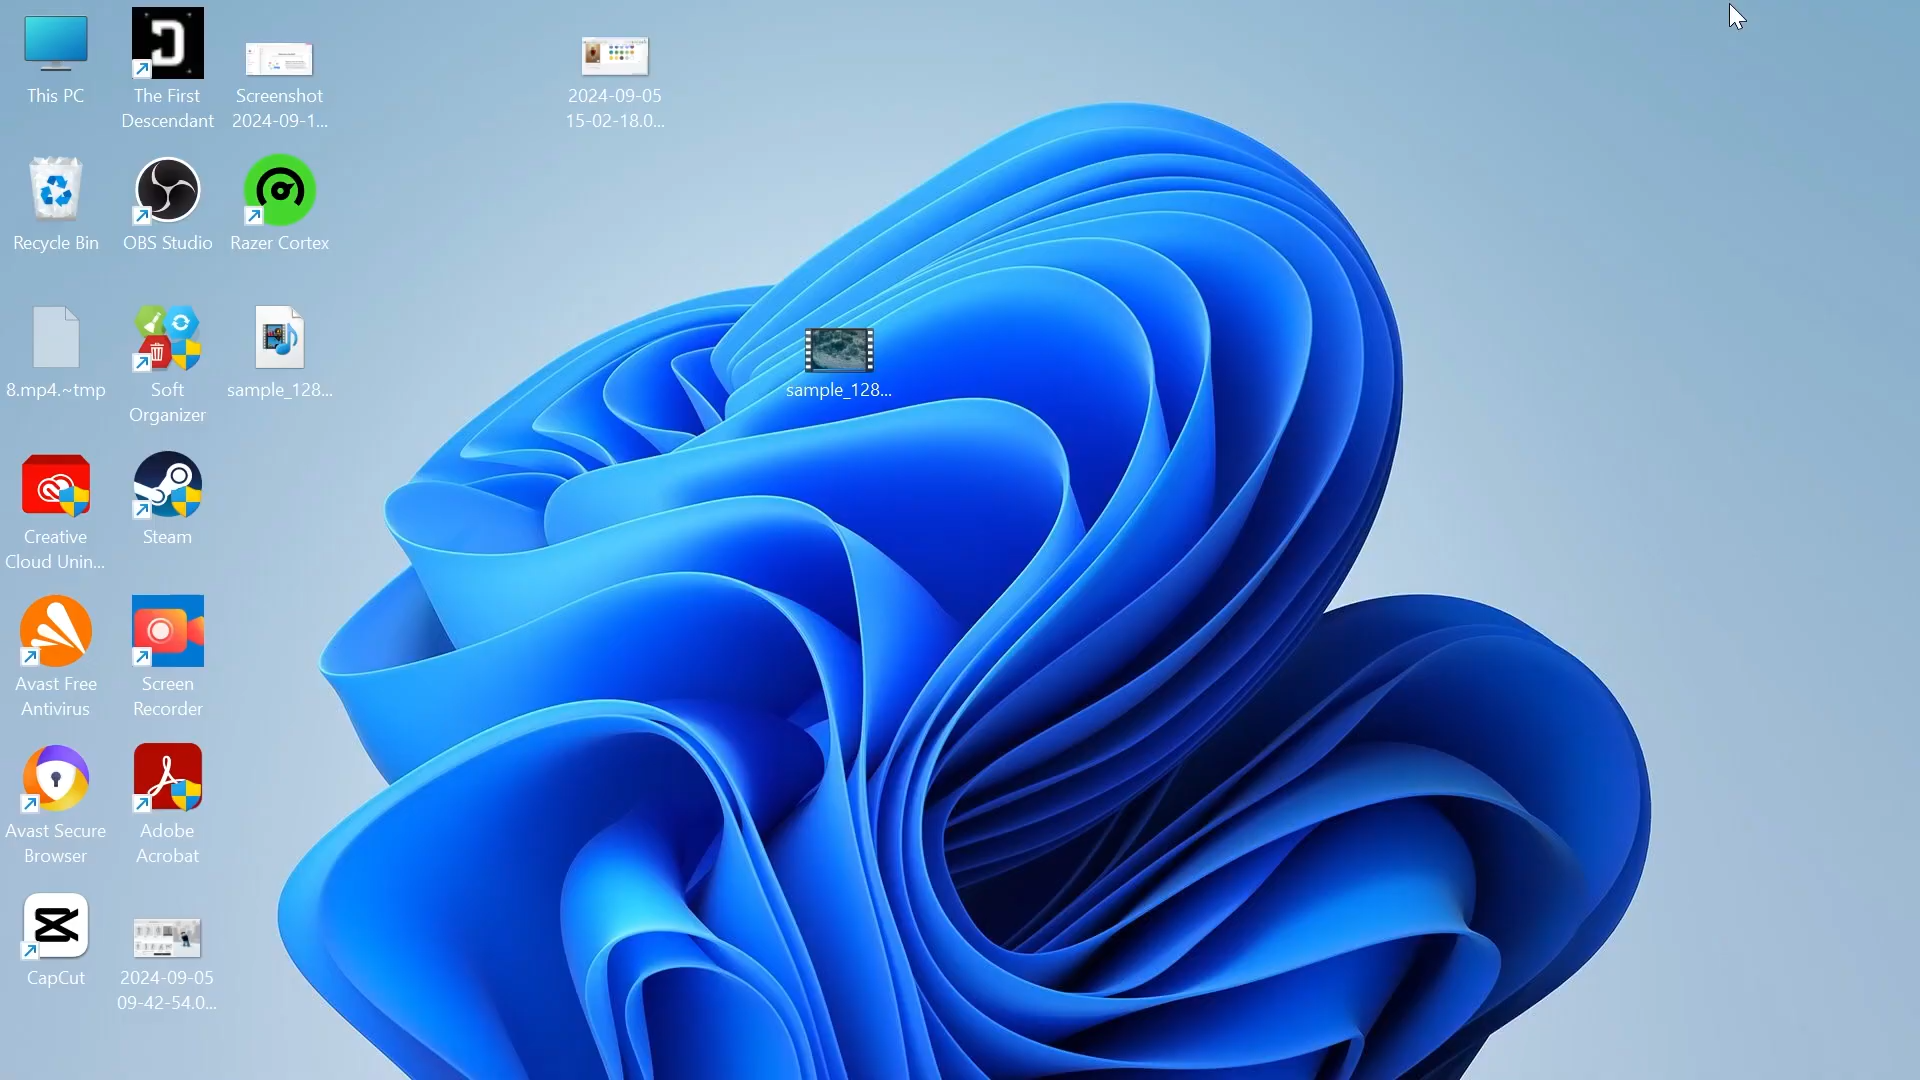 This PC
The First
Descendant
Screenshot
2024-09-1...
2024-09-05
15-02-18.0...
Recycle Bin
OBS Studio
Razer Cortex
8.mp4.~tmp
Soft
Organizer
sample_128...
sample_128...
Creative
Cloud Unin...
Steam
Avast Free
Antivirus
Screen
Recorder
Avast Secure
Browser
Adobe
Acrobat
CapCut
2024-09-05
09-42-54.0...